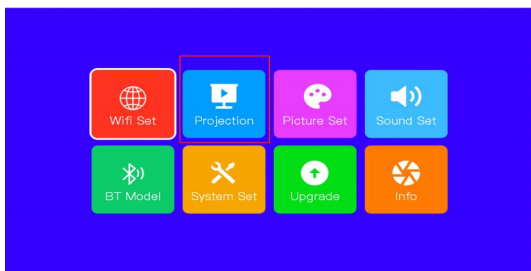 Wifi Set
Projection
Picture Set
Sound Set
BT Model
System Set
Upgrade
Info